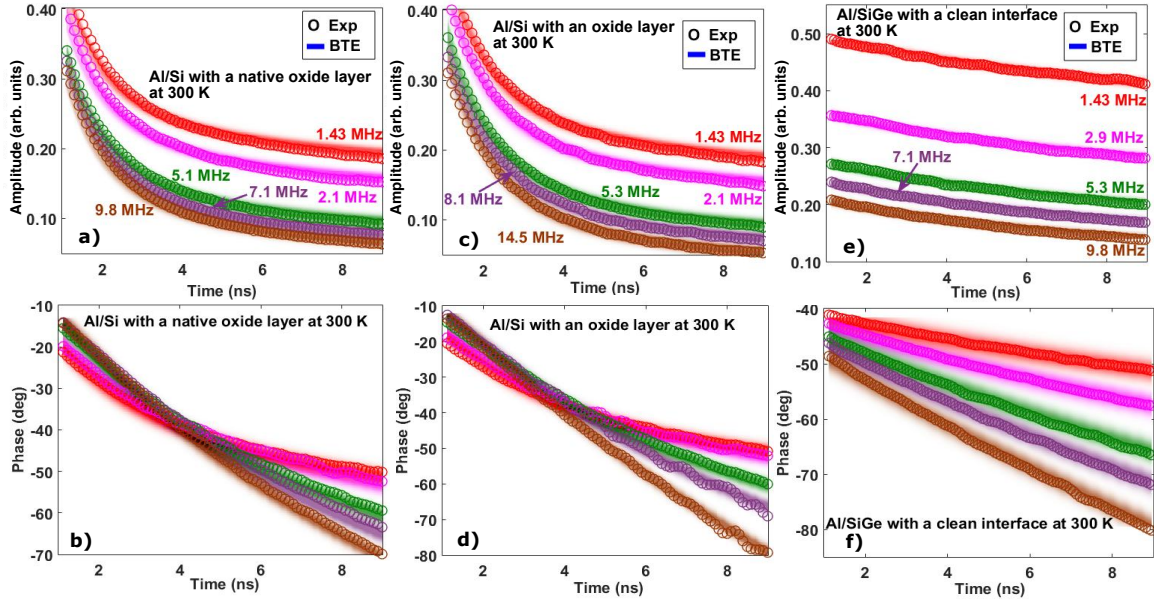 0.40
0.30
0.20
0.10
Amplitude (arb. units)
Exp
BTE
Al/Si with a native oxide layer
at 300 K
1.43 MHz
5.1 MHz
7.1 MHz
2.1 MHz
9.8 MHz
a)
2 4 6 8
Time (ns)
0.40
0.30
0.20
0.10
Amplitude (arb. units)
Al/Si with an oxide layer
at 300 K
Exp
BTE
1.43 MHz
8.1 MHz
5.3 MHz
2.1 MHz
14.5 MHz
c)
2 4 6 8
Time (ns)
0.50
0.40
0.30
0.20
0.10
Amplitude (arb. units)
Al/SiGe with a clean interface
at 300 K
Exp
BTE
1.43 MHz
2.9 MHz
7.1 MHz
5.3 MHz
9.8 MHz
e)
2 4 6 8
Time (ns)
-10
-20
-30
-40
-50
-60
-70
Phase (deg)
Al/Si with a native oxide layer at 300 K
b)
2 4 6 8
Time (ns)
-10
-20
-30
-40
-50
-60
-70
-80
Phase (deg)
Al/Si with an oxide layer at 300 K
d)
2 4 6 8
Time (ns)
-40
-50
-60
-70
-80
Phase (deg)
Al/SiGe with a clean interface at 300 K
f)
2 4 6 8
Time (ns)